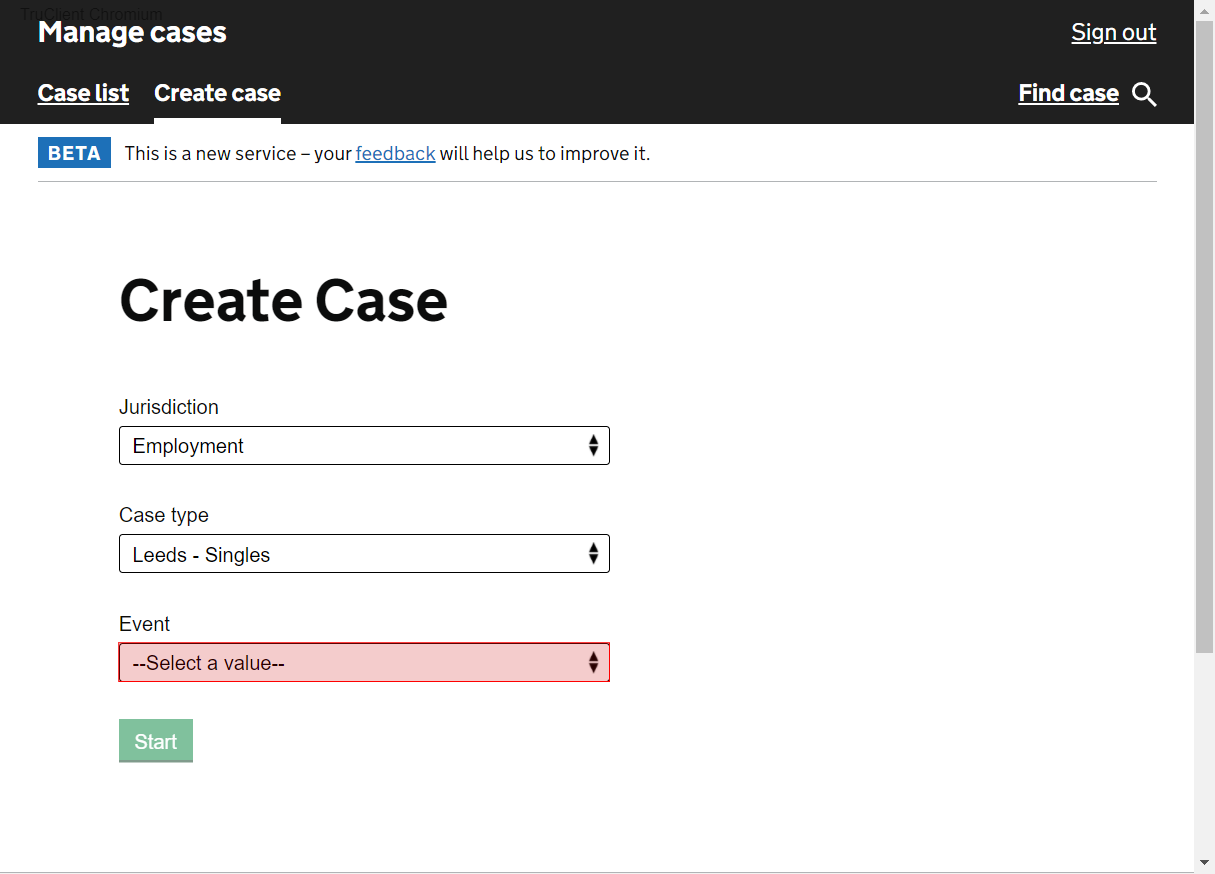 TruClient Chromium
Manage cases
Sign out
Case list Create case
Find case
BETA This is a new service – your feedback will help us to improve it.
Create Case
Jurisdiction
Employment
Case type
Leeds - Singles
Event
--Select a value--
Start